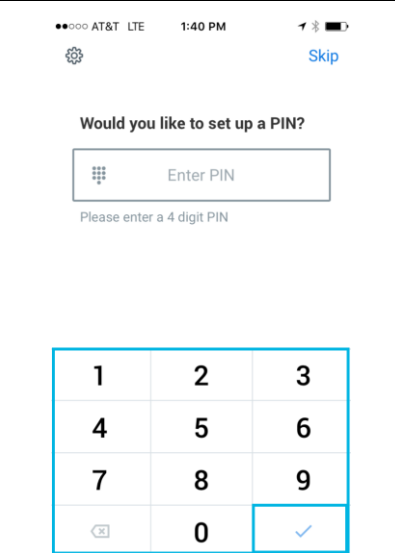 AT&T LTE 1:40 PM
Skip
Would you like to set up a PIN?
Enter PIN
Please enter a 4 digit PIN
1 2 3
4 5 6
7 8 9
0